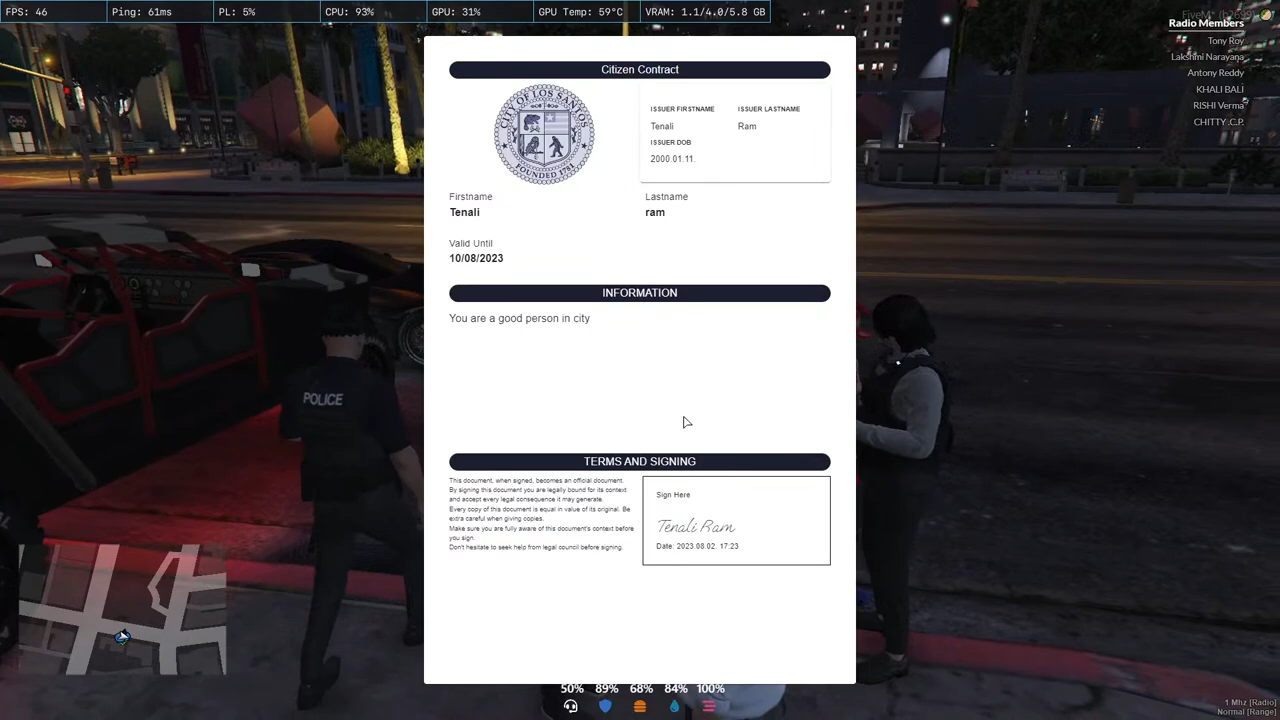 FPS: 46 Ping: 61ms PL: 5% CPU: 93% GPU: 31% GPU Temp: 59°C VRAM: 1.1/4.0/5.8 GB
Radio Members
Tony Roy
Lakshmi Narayana
Antony Reddy
KHALI BALI
RISHI Verma
CHITTY.C.P.
Citizen Contract
CITY OF LOS SANTOS
FOUNDED 1781
ISSUER FIRSTNAME ISSUER LASTNAME
Tenali Ram
ISSUER DOB
2000.01.11.
Firstname Lastname
Tenali ram
Valid Until
10/08/2023
INFORMATION
You are a good person in city
POLICE
TERMS AND SIGNING
This document, when signed, becomes an official document.
By signing this document you are legally bound for its context
and accept every legal consequence it may generate.
Every copy of this document is equal in value of its original. Be
extra careful when giving copies.
Make sure you are fully aware of this document's context before
you sign.
Don't hesitate to seek help from legal council before signing.
Sign Here
Tenali Ram
Date: 2023.08.02. 17:23
50% 89% 68% 84% 100%
1 Mhz [Radio]
Normal [Range]